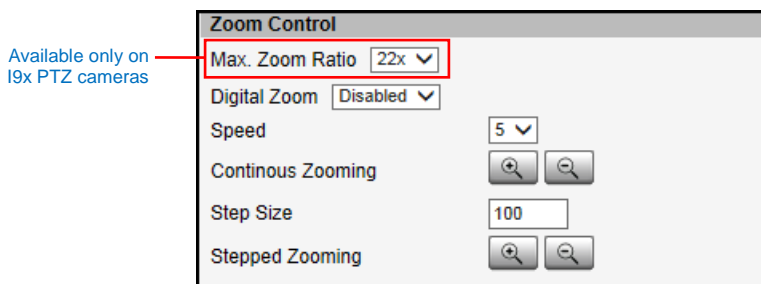 Zoom Control
Available only on
I9x PTZ cameras
Max. Zoom Ratio 22x
Digital Zoom Disabled
Speed 5
Continous Zooming
Step Size 100
Stepped Zooming